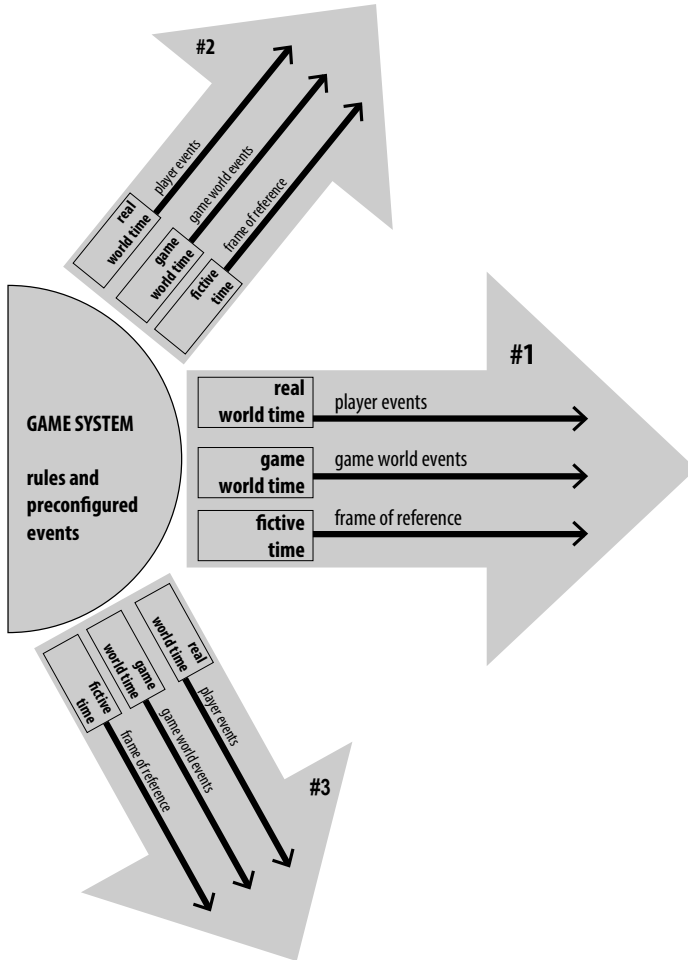 #2
real
world time
player events
game
world time
game world events
fictive
time
frame of reference
GAME SYSTEM
rules and
preconfigured
events
#1
real
world time
player events
game
world time
game world events
fictive
time
frame of reference
#3
real
world time
player events
game
world time
game world events
fictive
time
frame of reference